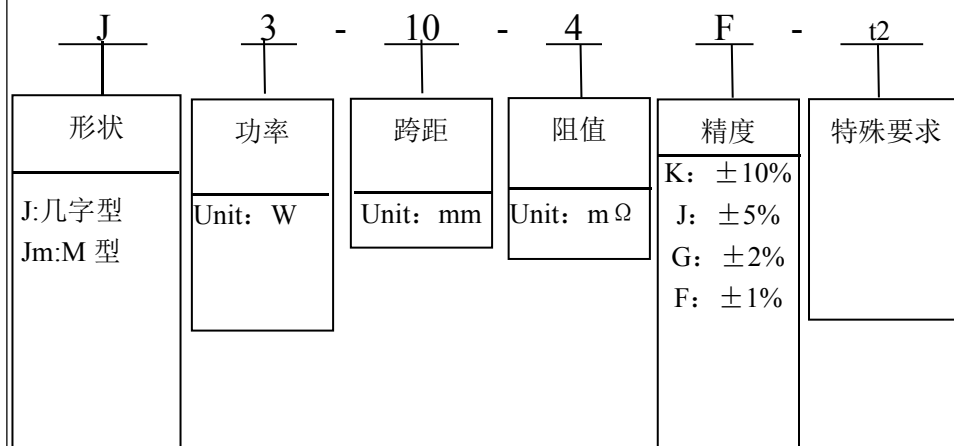 J 3 - 10 - 4 F - t2
形状 功率 跨距 阻值 精度 特殊要求
J:几字型
Jm:M 型
Unit：W
Unit：mm
Unit：mΩ
K：±10%
J：±5%
G：±2%
F：±1%